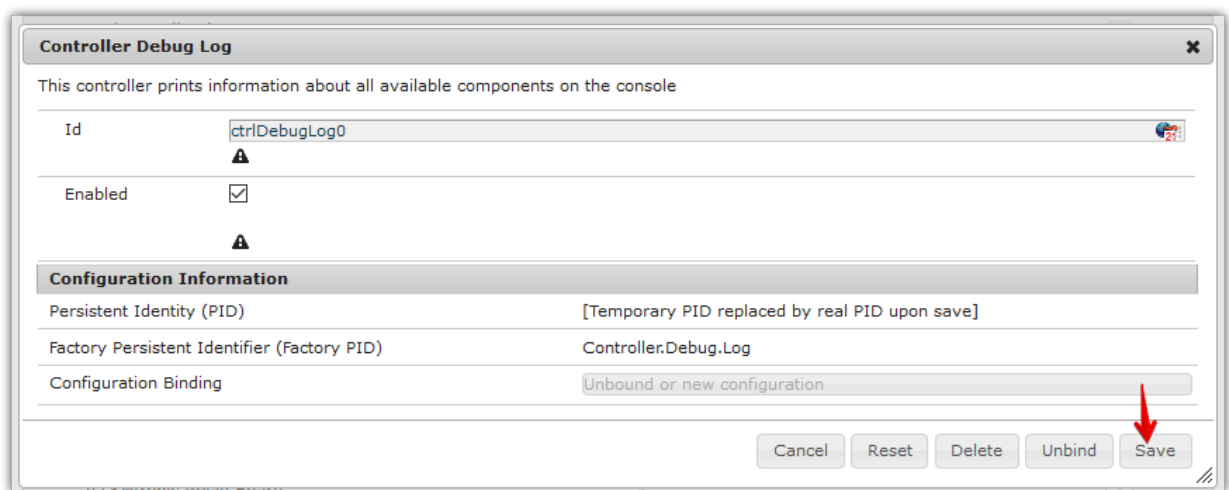 Controller Debug Log
This controller prints information about all available components on the console
Id
ctrlDebugLog0
Enabled
Configuration Information
Persistent Identity (PID)
[Temporary PID replaced by real PID upon save]
Factory Persistent Identifier (Factory PID)
Controller.Debug.Log
Configuration Binding
Unbound or new configuration
Cancel
Reset
Delete
Unbind
Save